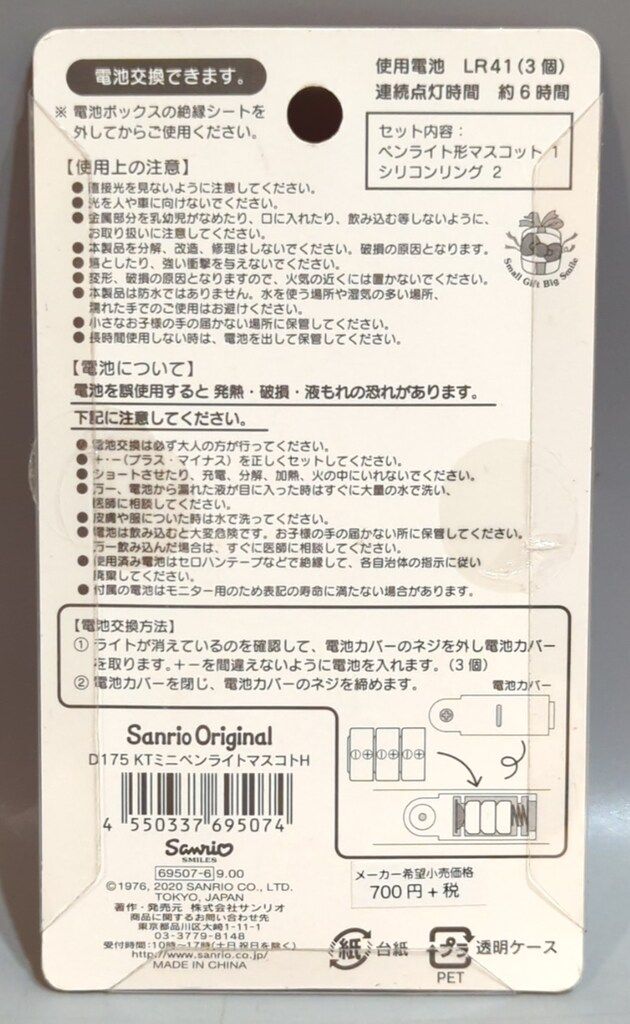 電池交換できます。
使用電池 LR41(3個)
連続点灯時間 約6時間
※ 電池ボックスの絶縁シートを
外してからご使用ください。
セット内容：
ペンライト形マスコット 1
シリコンリング 2
【使用上の注意】
● 直接光を見ないように注意してください。
● 光を人や車に向けないでください。
● 金属部分を乳幼児がなめたり、口に入れたり、飲み込む等しないように、
お取り扱いに注意してください。
● 本製品を分解、改造、修理はしないでください。破損の原因となります。
● 落としたり、強い衝撃を与えないでください。
● 変形、破損の原因となりますので、火気の近くには置かないでください。
● 本製品は防水ではありません。水を使う場所や湿気の多い場所、
濡れた手でのご使用はお避けください。
● 小さなお子様の手の届かない場所に保管してください。
● 長時間使用しない時は、電池を出して保管してください。
Small Gift Big Smile
【電池について】
電池を誤使用すると 発熱・破損・液もれの恐れがあります。
下記に注意してください。
● 電池交換は必ず大人の方が行ってください。
● ＋・－(プラス・マイナス) を正しくセットしてください。
● ショートさせたり、充電、分解、加熱、火の中にいれないでください。
● 万一、電池から漏れた液が目に入った時はすぐに大量の水で洗い、
医師に相談してください。
● 皮膚や服についた時は水で洗ってください。
● 電池は飲み込むと大変危険です。お子様の手の届かない所に保管してください。
万一飲み込んだ場合は、すぐに医師に相談してください。
● 使用済み電池はセロハンテープなどで絶縁して、各自治体の指示に従い
廃棄してください。
● 付属の電池はモニター用のため表記の寿命に満たない場合があります。
【電池交換方法】
① ライトが消えているのを確認して、電池カバーのネジを外し電池カバー
を取ります。＋－を間違えないように電池を入れます。(3個)
② 電池カバーを閉じ、電池カバーのネジを締めます。
電池カバー
Sanrio Original
D175 KTミニペンライトマスコトH
4 550337 695074
Sanrio
SMILES
69507-6 9.00
©1976, 2020 SANRIO CO., LTD.
TOKYO, JAPAN
著作・発売元 株式会社サンリオ
商品に関するお問い合わせ先
東京都品川区大崎1-11-1
03-3779-8148
受付時間:10時～17時(土日祝日を除く)
http://www.sanrio.co.jp/
MADE IN CHINA
メーカー希望小売価格
700円＋税
紙 台紙
プラ 透明ケース
PET